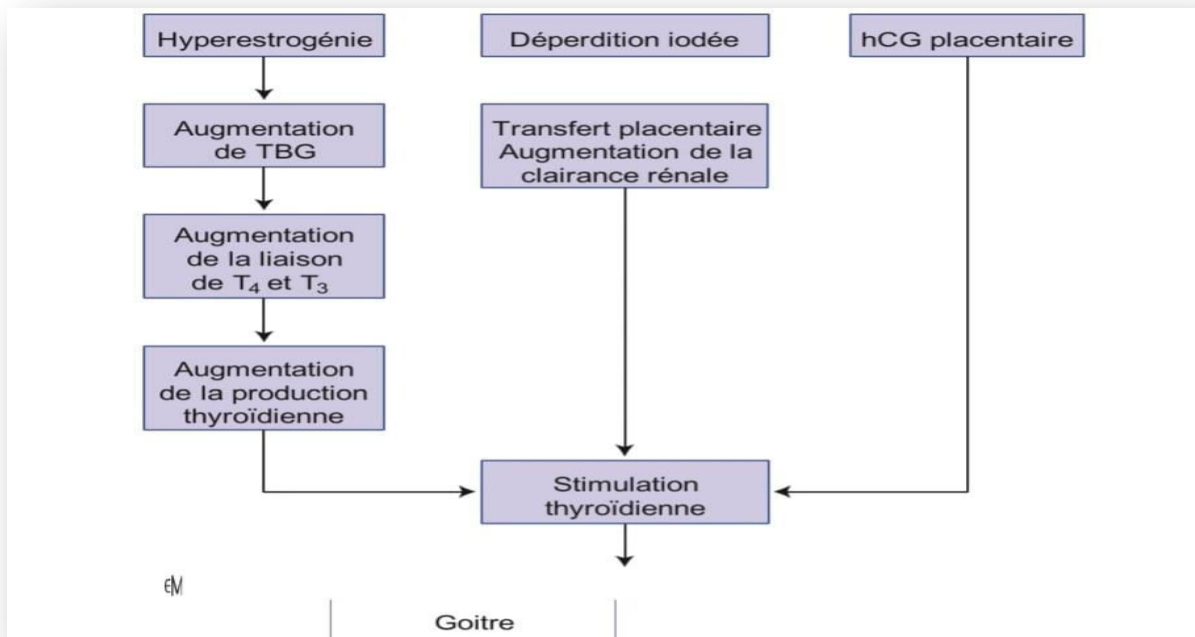 Hyperestrogénie
Déperdition iodée
hCG placentaire
Augmentation
de TBG
Transfert placentaire
Augmentation de la
clairance rénale
Augmentation
de la liaison
de T₄ et T₃
Augmentation
de la production
thyroïdienne
Stimulation
thyroïdienne
EM
Goitre